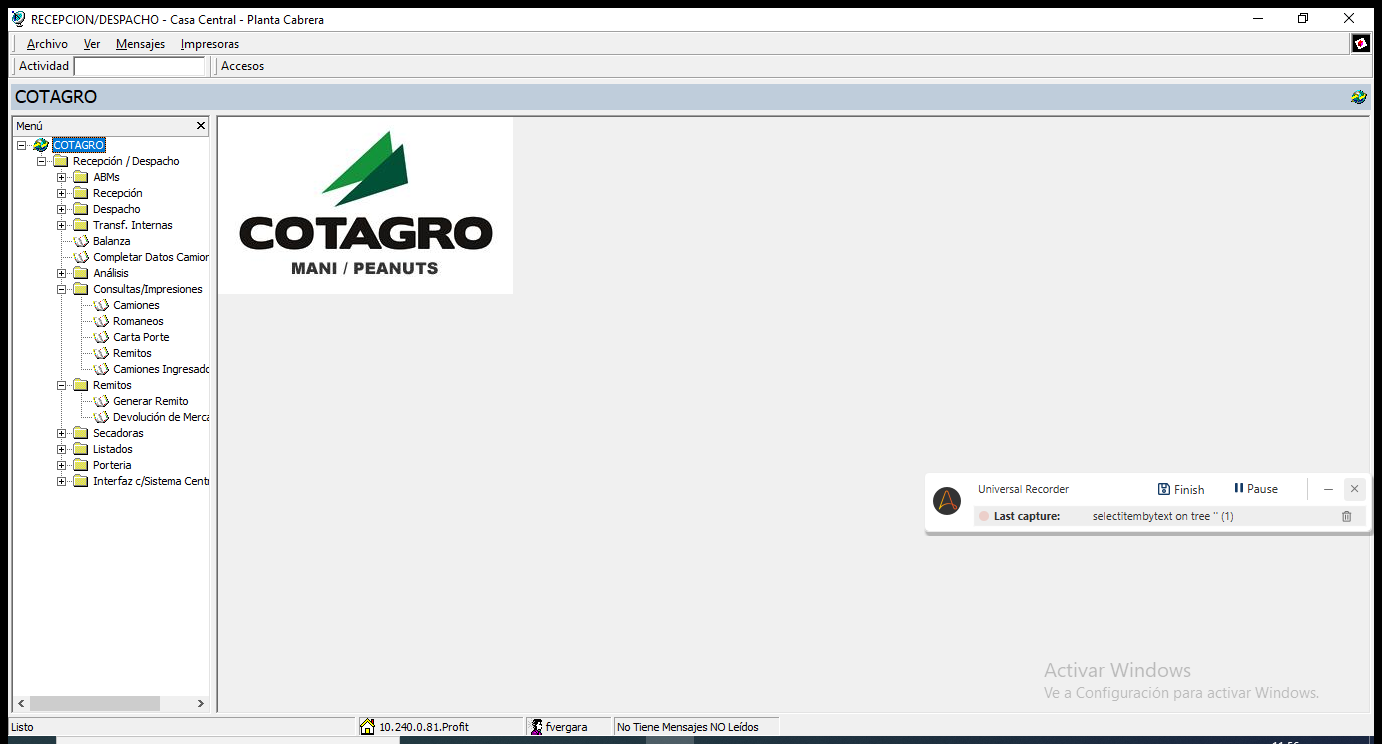 RECEPCION/DESPACHO - Casa Central - Planta Cabrera
Archivo Ver Mensajes Impresoras
Actividad Accesos
COTAGRO
Menú
COTAGRO
Recepción / Despacho
ABMs
Recepción
Despacho
Transf. Internas
Balanza
Completar Datos Camion
Análisis
Consultas/Impresiones
Camiones
Romaneos
Carta Porte
Remitos
Camiones Ingresado
Remitos
Generar Remito
Devolución de Merca
Secadoras
Listados
Porteria
Interfaz c/Sistema Centr
COTAGRO
MANI / PEANUTS
Universal Recorder Finish Pause
Last capture: selectitembytext on tree '' (1)
Activar Windows
Ve a Configuración para activar Windows.
Listo 10.240.0.81.Profit fvergara No Tiene Mensajes NO Leídos